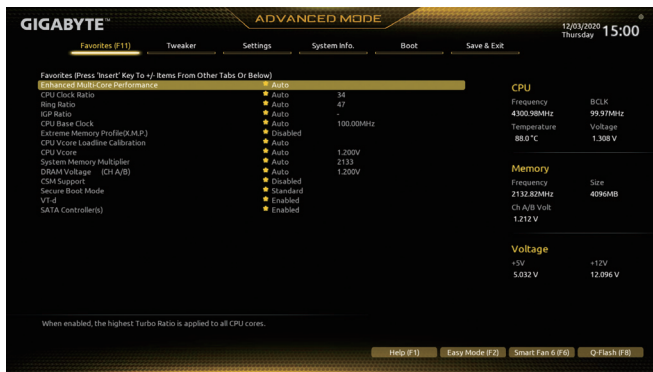 GIGABYTE™
ADVANCED MODE
12/03/2020 Thursday 15:00
Favorites (F11) Tweaker Settings System Info. Boot Save & Exit
Favorites (Press 'Insert' Key To +/- Items From Other Tabs Or Below)
Enhanced Multi-Core Performance Auto
CPU Clock Ratio Auto 34
Ring Ratio Auto 47
IGP Ratio Auto -
CPU Base Clock Auto 100.00MHz
Extreme Memory Profile(X.M.P.) Disabled
CPU Vcore Loadline Calibration Auto
CPU Vcore Auto 1.200V
System Memory Multiplier Auto 2133
DRAM Voltage (CH A/B) Auto 1.200V
CSM Support Disabled
Secure Boot Mode Standard
VT-d Enabled
SATA Controller(s) Enabled
CPU
Frequency BCLK
4300.98MHz 99.97MHz
Temperature Voltage
88.0 °C 1.308 V
Memory
Frequency Size
2132.82MHz 4096MB
Ch A/B Volt
1.212 V
Voltage
+5V +12V
5.032 V 12.096 V
When enabled, the highest Turbo Ratio is applied to all CPU cores.
Help (F1) Easy Mode (F2) Smart Fan 6 (F6) Q-Flash (F8)